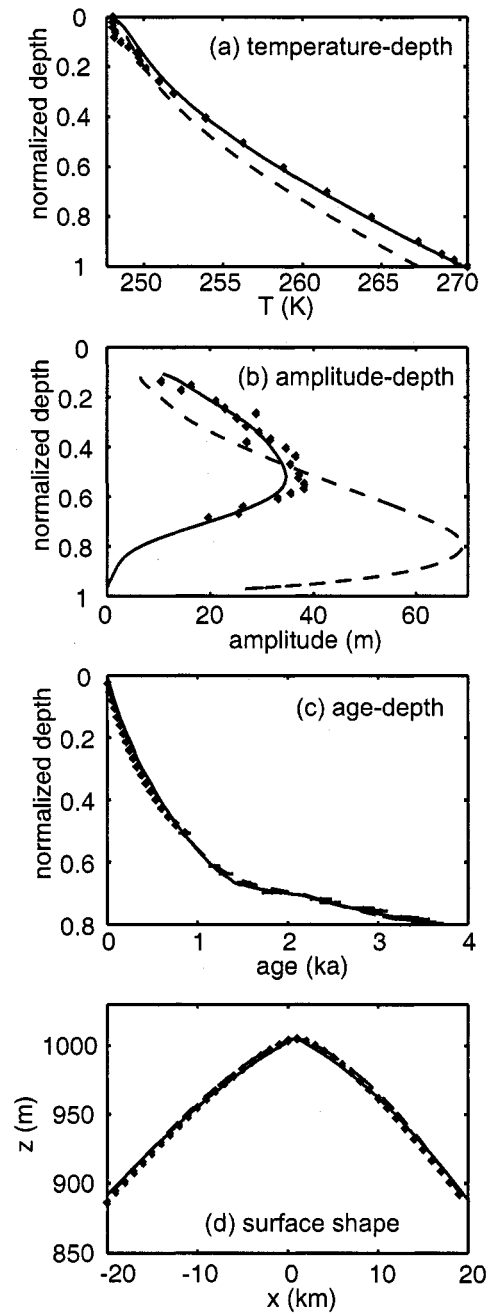 0
(a) temperature-depth
0.2
0.4
0.6
0.8
1
normalized depth
250 255 260 265 270
T (K)
0
(b) amplitude-depth
0.2
0.4
0.6
0.8
1
normalized depth
0 20 40 60
amplitude (m)
0
(c) age-depth
0.2
0.4
0.6
0.8
normalized depth
0 1 2 3 4
age (ka)
1000
950
900
850
z (m)
(d) surface shape
-20 -10 0 10 20
x (km)